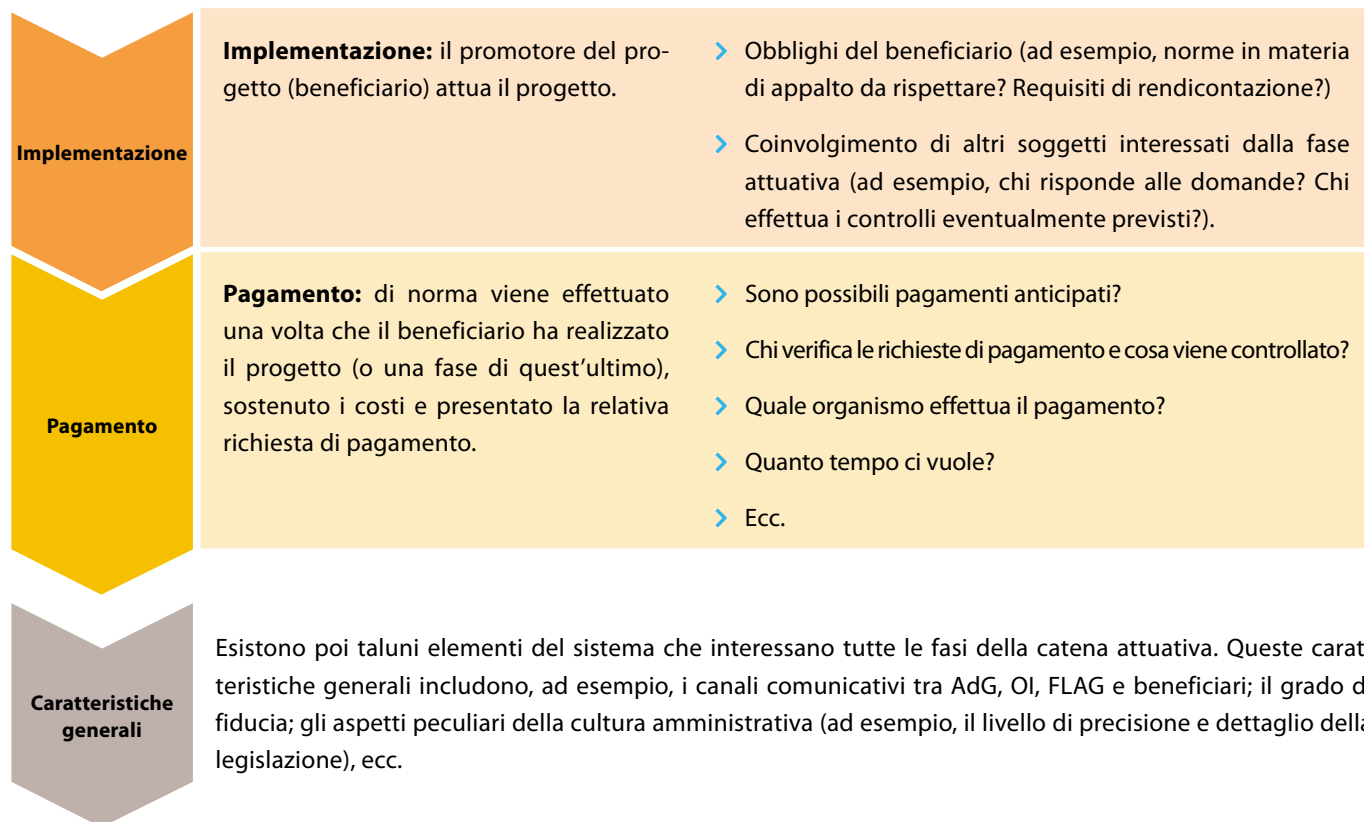 Implementazione
Implementazione: il promotore del pro-
getto (beneficiario) attua il progetto.
Obblighi del beneficiario (ad esempio, norme in materia
di appalto da rispettare? Requisiti di rendicontazione?)
Coinvolgimento di altri soggetti interessati dalla fase
attuativa (ad esempio, chi risponde alle domande? Chi
effettua i controlli eventualmente previsti?).
Pagamento
Pagamento: di norma viene effettuato
una volta che il beneficiario ha realizzato
il progetto (o una fase di quest'ultimo),
sostenuto i costi e presentato la relativa
richiesta di pagamento.
Sono possibili pagamenti anticipati?
Chi verifica le richieste di pagamento e cosa viene controllato?
Quale organismo effettua il pagamento?
Quanto tempo ci vuole?
Ecc.
Caratteristiche
generali
Esistono poi taluni elementi del sistema che interessano tutte le fasi della catena attuativa. Queste carat
teristiche generali includono, ad esempio, i canali comunicativi tra AdG, OI, FLAG e beneficiari; il grado d
fiducia; gli aspetti peculiari della cultura amministrativa (ad esempio, il livello di precisione e dettaglio della
legislazione), ecc.